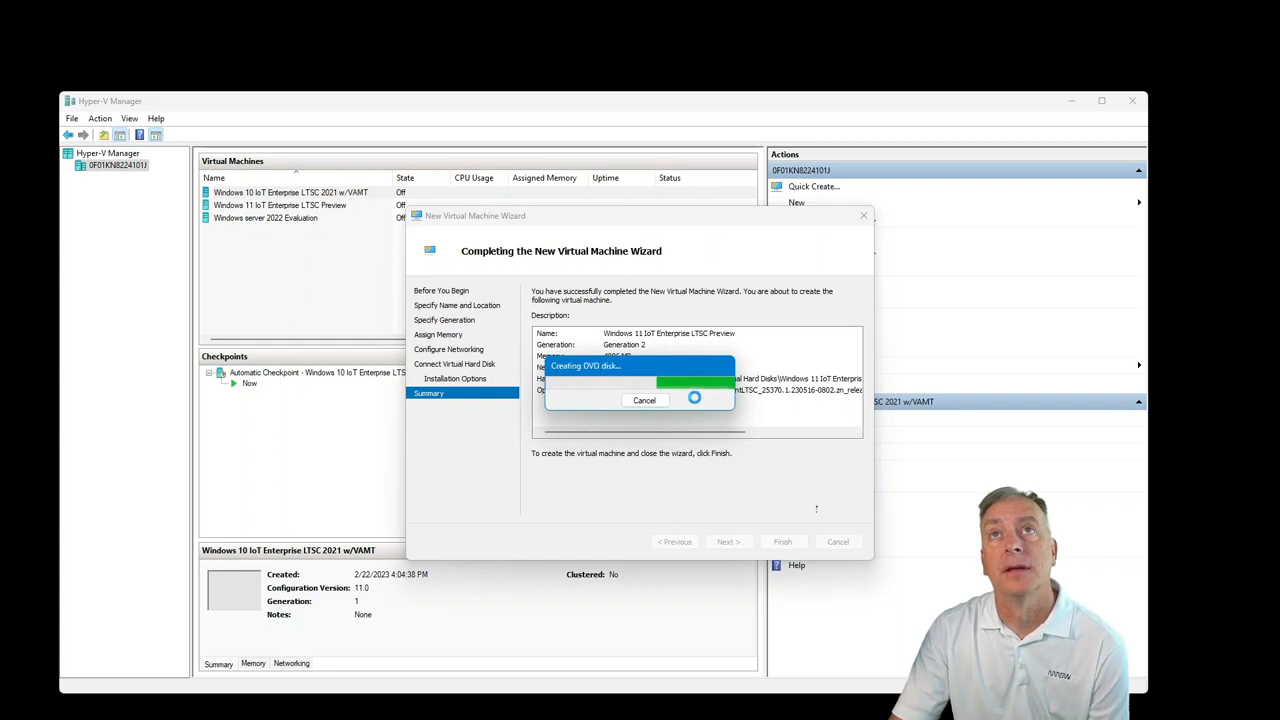 Hyper-V Manager
File Action View Help
Hyper-V Manager
0F01KN8224101J
Virtual Machines
Name State CPU Usage Assigned Memory Uptime Status
Windows 10 IoT Enterprise LTSC 2021 w/VAMT Off
Windows 11 IoT Enterprise LTSC Preview Off
Windows server 2022 Evaluation Off
Checkpoints
Automatic Checkpoint - Windows 10 IoT Enterprise LTS
Now
Windows 10 IoT Enterprise LTSC 2021 w/VAMT
Created: 2/22/2023 4:04:38 PM Clustered: No
Configuration Version: 11.0
Generation: 1
Notes: None
Summary Memory Networking
New Virtual Machine Wizard
Completing the New Virtual Machine Wizard
Before You Begin
Specify Name and Location
Specify Generation
Assign Memory
Configure Networking
Connect Virtual Hard Disk
Installation Options
Summary
You have successfully completed the New Virtual Machine Wizard. You are about to create the
following virtual machine.
Description:
Name: Windows 11 IoT Enterprise LTSC Preview
Generation: Generation 2
ual Hard Disks\Windows 11 IoT Enterpris
ntLTSC_25370.1.230516-0802.zn_relea
Creating DVD disk...
Cancel
To create the virtual machine and close the wizard, click Finish.
< Previous Next > Finish Cancel
Actions
0F01KN8224101J
Quick Create...
New
SC 2021 w/VAMT
Help
ARROW